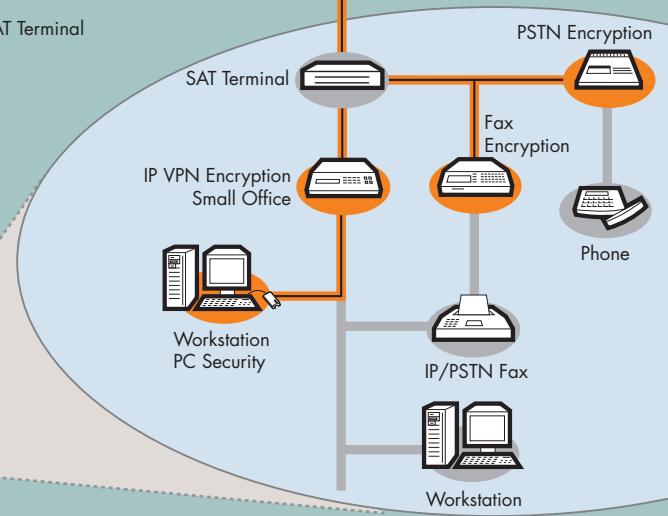 Terminal
PSTN Encryption
SAT Terminal
Fax
Encryption
IP VPN Encryption
Small Office
Phone
Workstation
PC Security
IP/PSTN Fax
Workstation